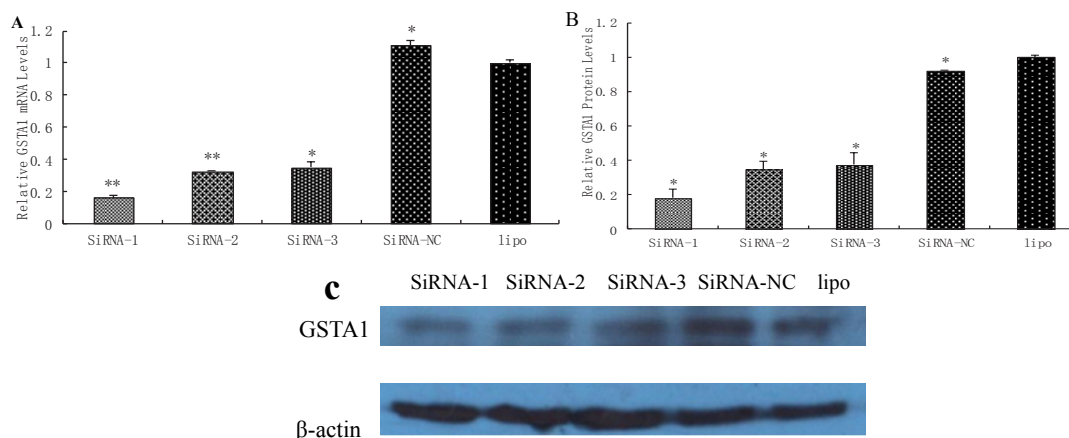 A
Relative GSTA1 mRNA Levels
1.2
1
0.8
0.6
0.4
0.2
0
**
**
*
*
SiRNA-1 SiRNA-2 SiRNA-3 SiRNA-NC lipo
B
Relative GSTA1 Protein Levels
1.2
1
0.8
0.6
0.4
0.2
0
*
*
*
*
SiRNA-1 SiRNA-2 SiRNA-3 SiRNA-NC lipo
c
SiRNA-1 SiRNA-2 SiRNA-3 SiRNA-NC lipo
GSTA1
β-actin